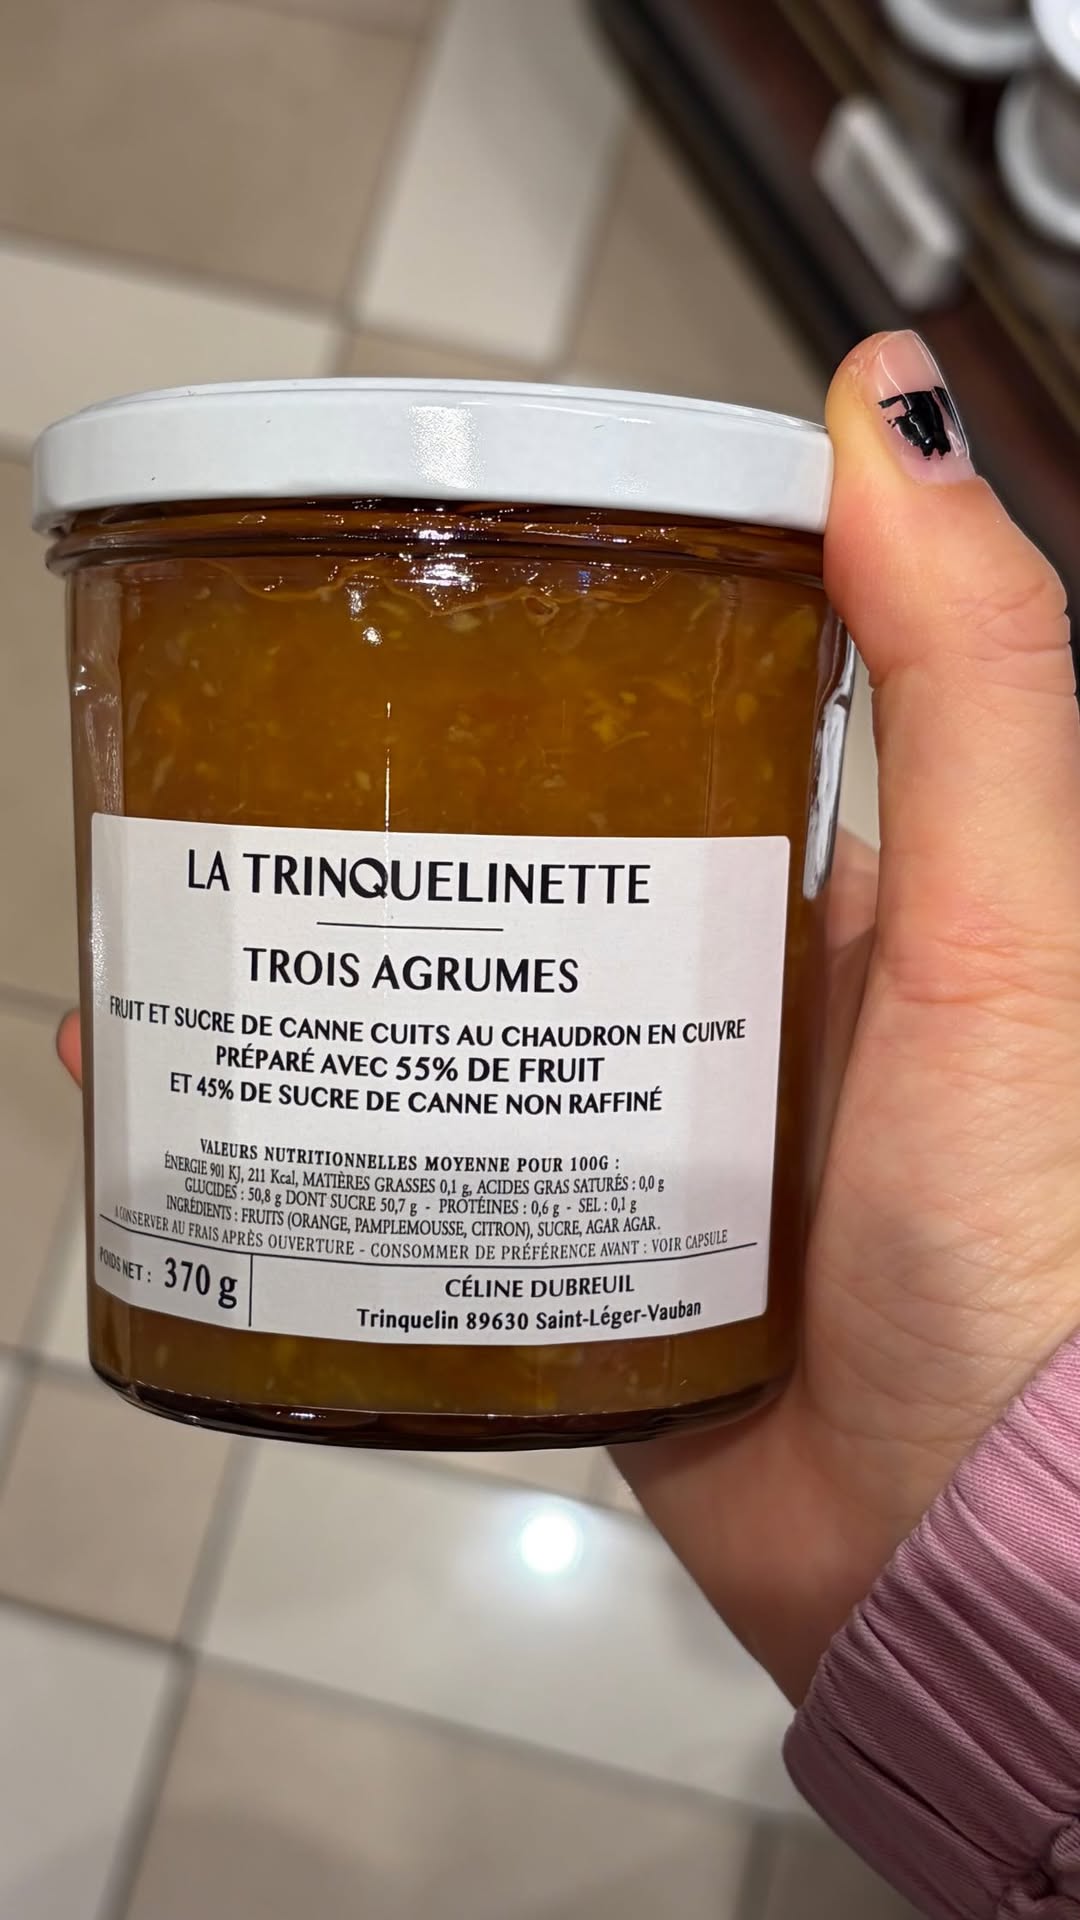 LA TRINQUELINETTE
TROIS AGRUMES
FRUIT ET SUCRE DE CANNE CUITS AU CHAUDRON EN CUIVRE
PRÉPARÉ AVEC 55% DE FRUIT
ET 45% DE SUCRE DE CANNE NON RAFFINÉ
VALEURS NUTRITIONNELLES MOYENNE POUR 100G :
ÉNERGIE 901 KJ, 211 Kcal, MATIÈRES GRASSES 0,1 g, ACIDES GRAS SATURÉS : 0,0 g
GLUCIDES : 50,8 g DONT SUCRE 50,7 g - PROTÉINES : 0,6 g - SEL : 0,1 g
INGRÉDIENTS : FRUITS (ORANGE, PAMPLEMOUSSE, CITRON), SUCRE, AGAR AGAR.
A CONSERVER AU FRAIS APRÈS OUVERTURE - CONSOMMER DE PRÉFÉRENCE AVANT : VOIR CAPSULE
POIDS NET : 370 g
CÉLINE DUBREUIL
Trinquelin 89630 Saint-Léger-Vauban